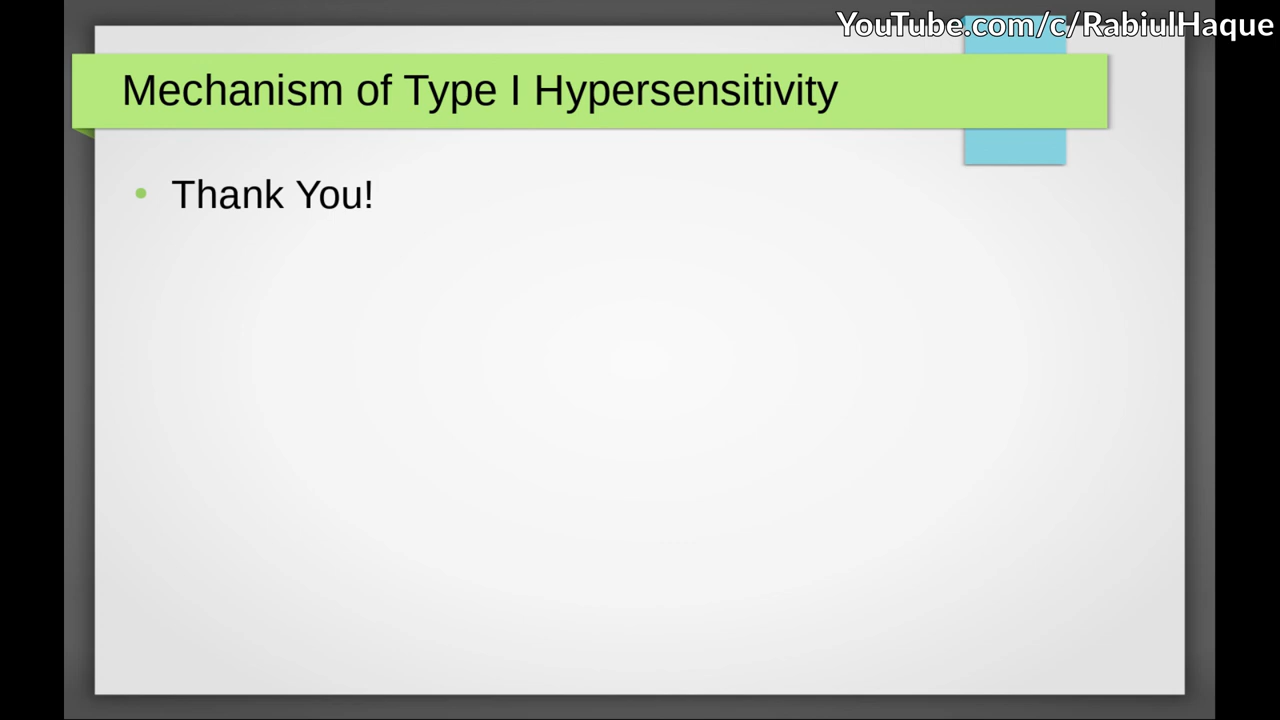 YouTube.com/c/RabiulHaque
Mechanism of Type I Hypersensitivity
• Thank You!